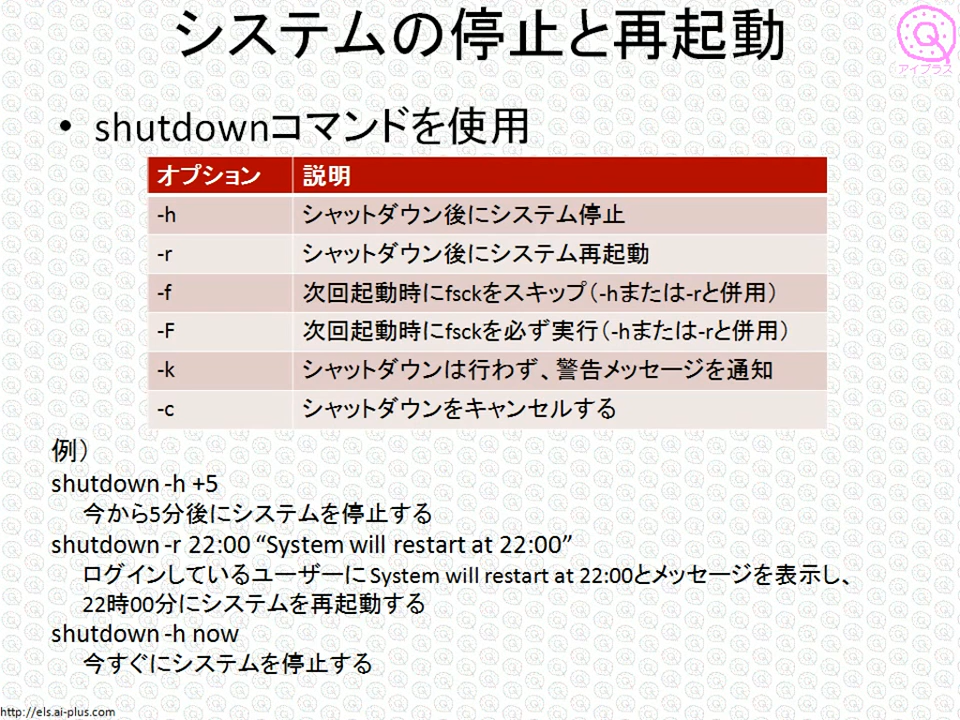 システムの停止と再起動
アイプラス
• shutdownコマンドを使用
オプション 説明
-h シャットダウン後にシステム停止
-r シャットダウン後にシステム再起動
-f 次回起動時にfsckをスキップ（-hまたは-rと併用）
-F 次回起動時にfsckを必ず実行（-hまたは-rと併用）
-k シャットダウンは行わず、警告メッセージを通知
-c シャットダウンをキャンセルする
例）
shutdown -h +5
今から5分後にシステムを停止する
shutdown -r 22:00 “System will restart at 22:00”
ログインしているユーザーに System will restart at 22:00とメッセージを表示し、
22時00分にシステムを再起動する
shutdown -h now
今すぐにシステムを停止する
http://els.ai-plus.com